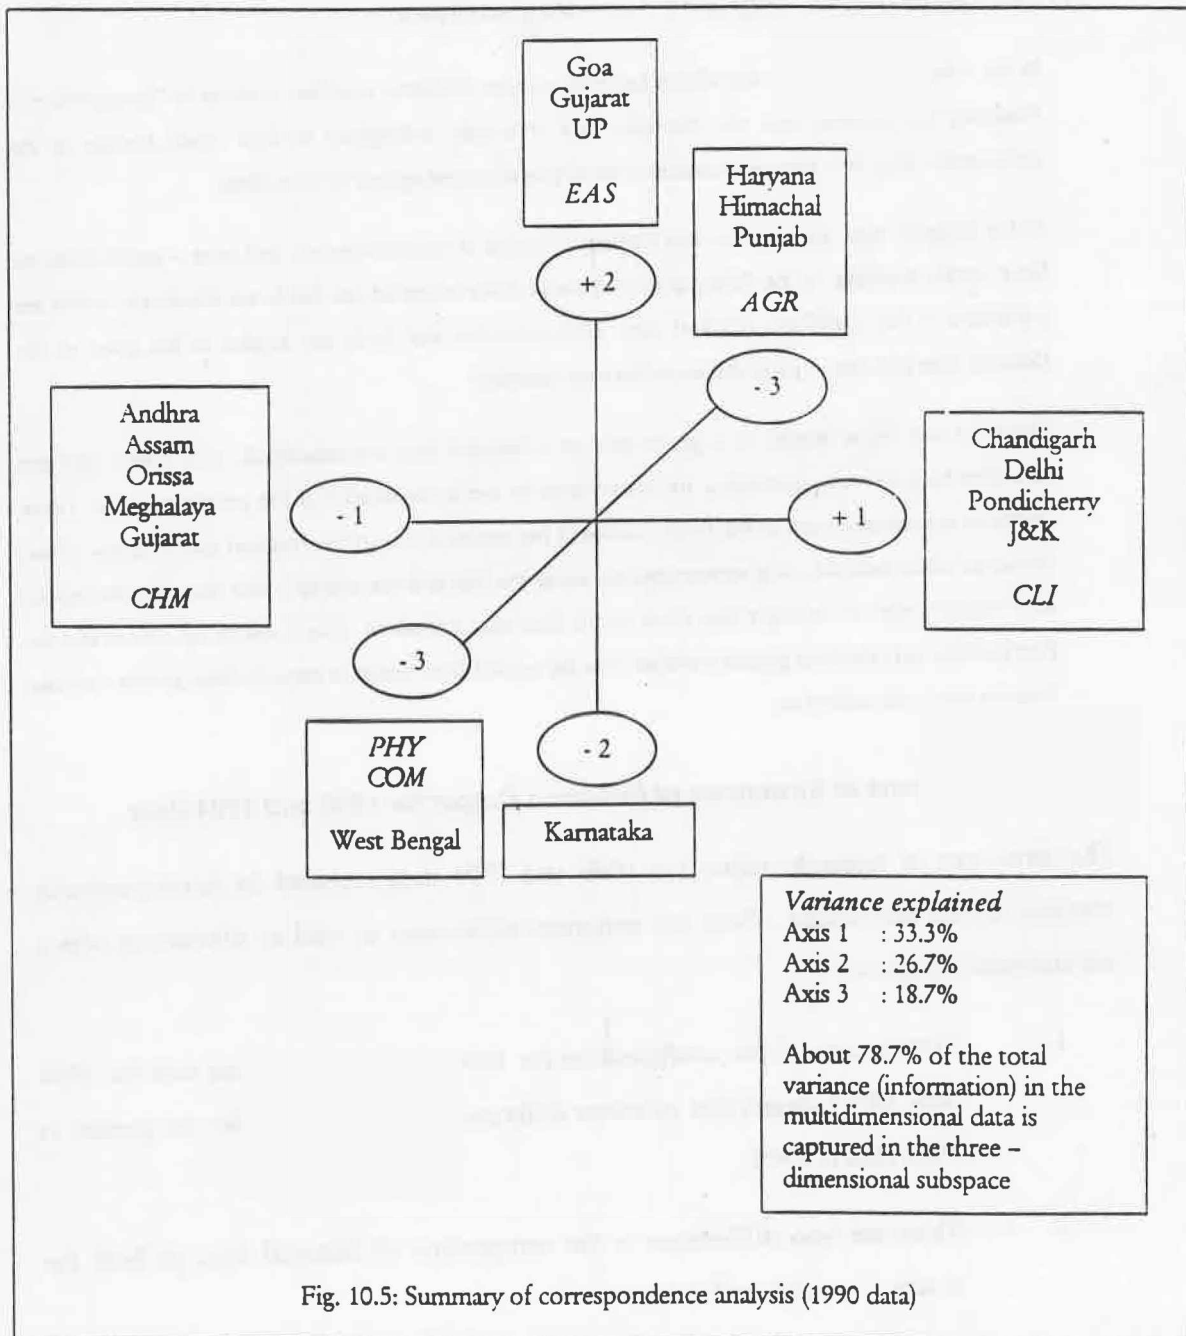 Goa
Gujarat
UP
EAS
+ 2
Haryana
Himachal
Punjab
AGR
- 3
Andhra
Assam
Orissa
Meghalaya
Gujarat
CHM
- 1
+ 1
Chandigarh
Delhi
Pondicherry
J&K
CLI
- 3
PHY
COM
West Bengal
- 2
Karnataka
Variance explained
Axis 1 : 33.3%
Axis 2 : 26.7%
Axis 3 : 18.7%
About 78.7% of the total
variance (information) in the
multidimensional data is
captured in the three –
dimensional subspace
Fig. 10.5: Summary of correspondence analysis (1990 data)